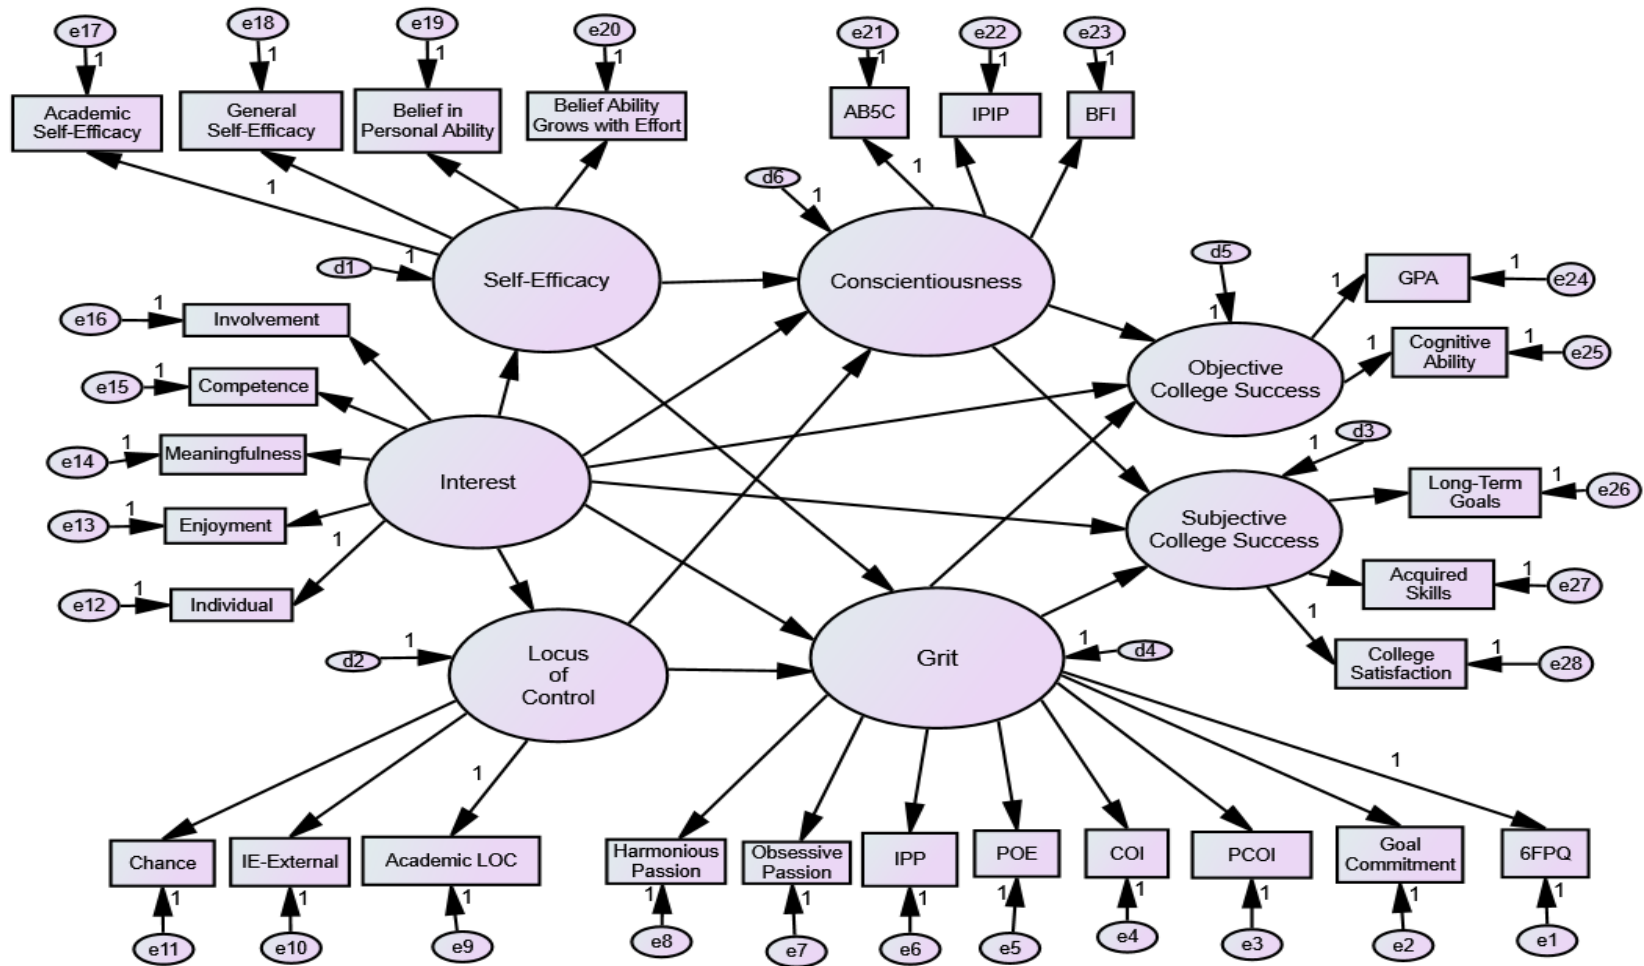 e17
e18
e19
e20
e21
e22
e23
1
1
1
1
1
1
1
Academic
Self-Efficacy
General
Self-Efficacy
Belief in
Personal Ability
Belief Ability
Grows with Effort
AB5C
IPIP
BFI
1
1
d6
1
d5
1
d1
1
Self-Efficacy
Conscientiousness
1
GPA
1
e24
e16
1
Involvement
1
Cognitive
Ability
1
e25
e15
1
Competence
Objective
College Success
e14
1
Meaningfulness
Interest
1
d3
e13
1
Enjoyment
1
Subjective
College Success
Long-Term
Goals
1
e26
e12
1
Individual
Acquired
Skills
1
e27
1
d2
1
Locus
of
Control
Grit
1
d4
College
Satisfaction
1
e28
1
1
Chance
IE-External
Academic LOC
Harmonious
Passion
Obsessive
Passion
IPP
POE
COI
PCOI
Goal
Commitment
6FPQ
1
1
1
1
1
1
1
1
1
1
1
e11
e10
e9
e8
e7
e6
e5
e4
e3
e2
e1